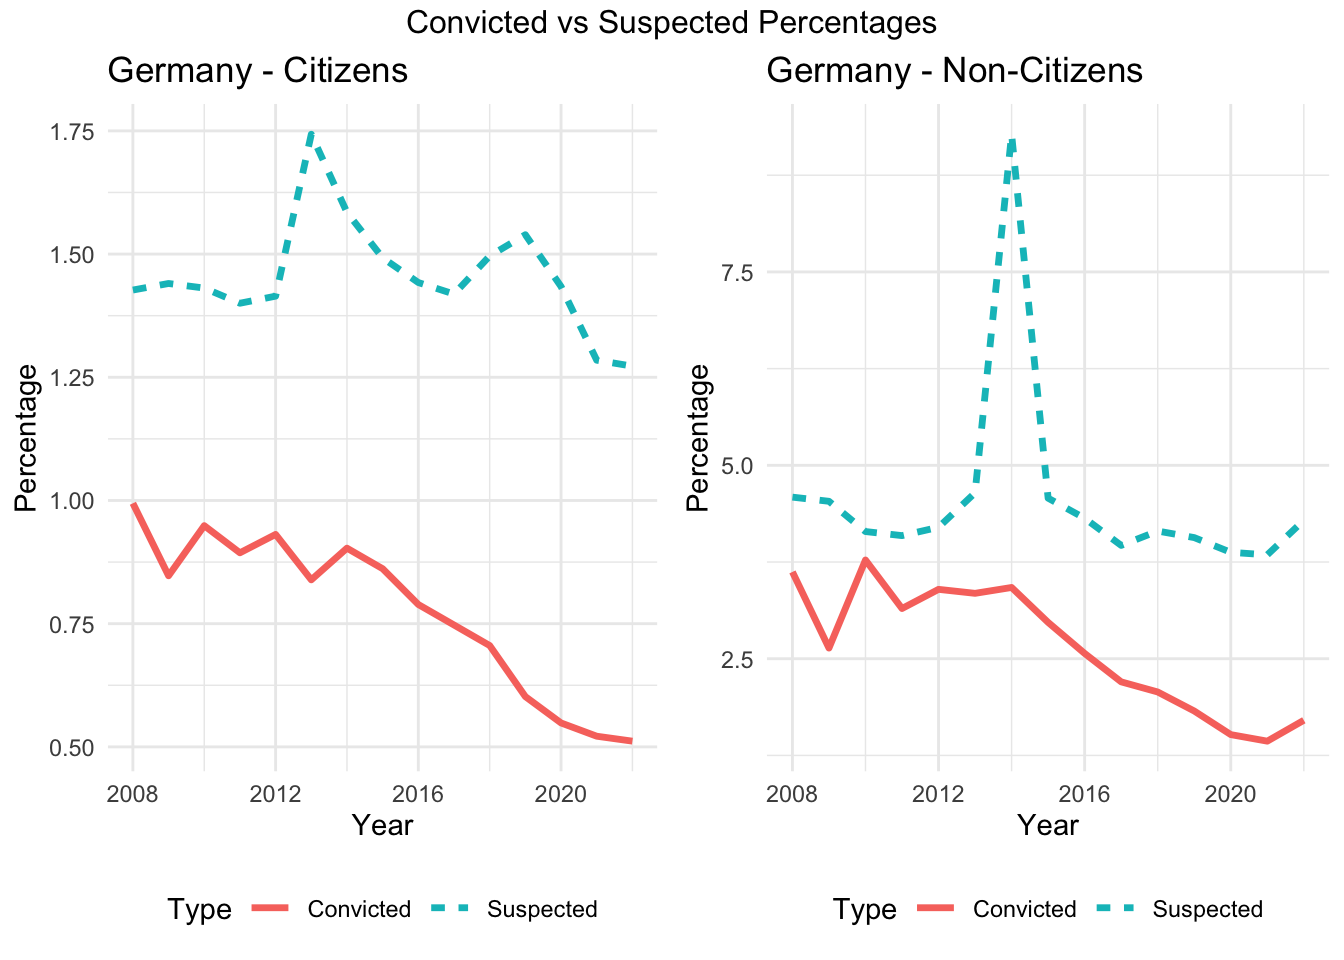 Convicted vs Suspected Percentages
Germany - Citizens
Percentage
1.75
1.50
1.25
1.00
0.75
0.50
2008 2012 2016 2020
Year
Type Convicted Suspected
Germany - Non-Citizens
Percentage
7.5
5.0
2.5
2008 2012 2016 2020
Year
Type Convicted Suspected